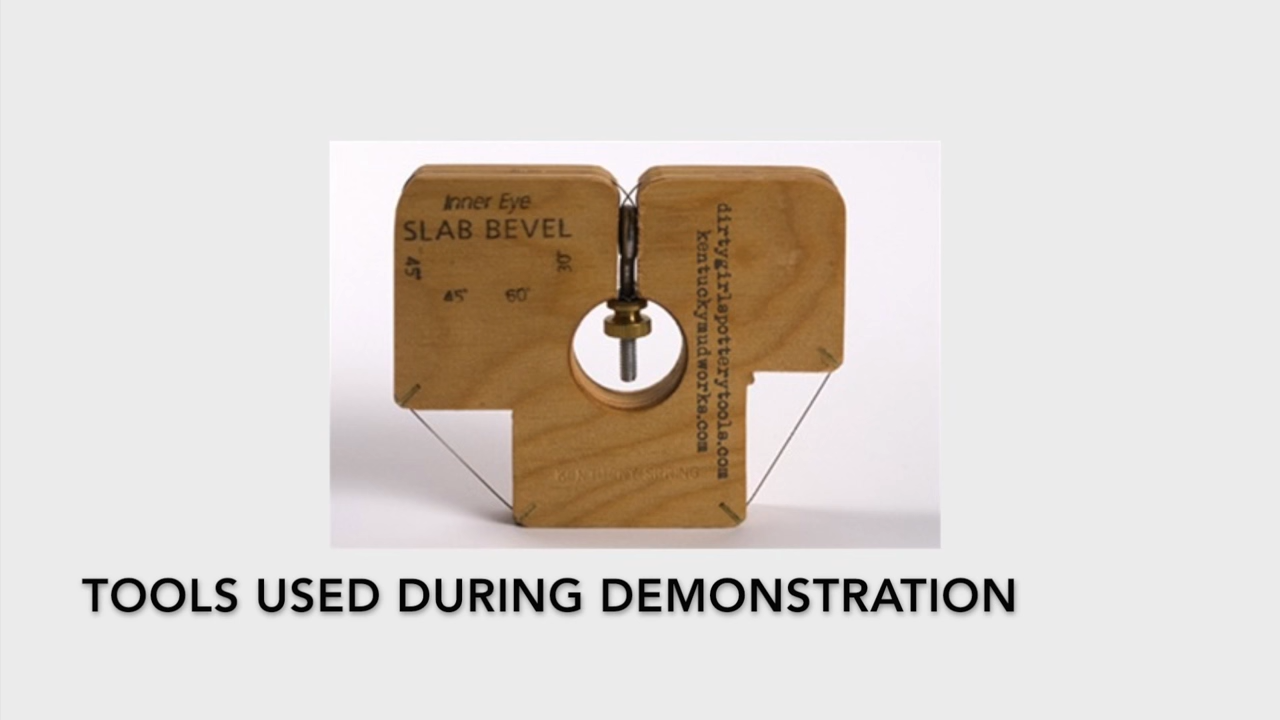 Inner Eye
SLAB BEVEL
45°
30°
45° 60°
dirtygirlspotterytools.com
kentuckymudworks.com
TOOLS USED DURING DEMONSTRATION